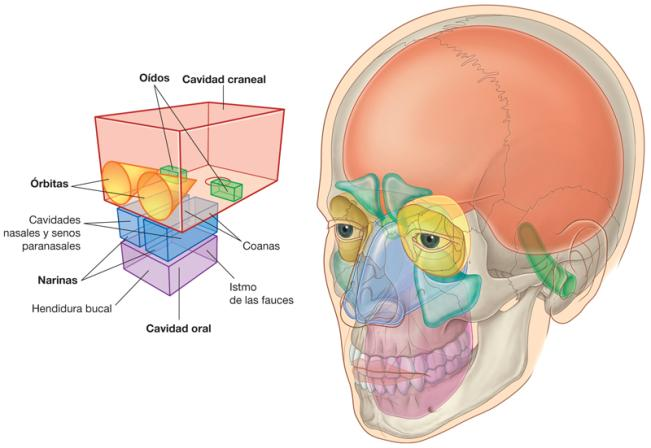 Oídos
Cavidad craneal
Órbitas
Cavidades
nasales y senos
paranasales
Coanas
Narinas
Istmo
de las fauces
Hendidura bucal
Cavidad oral